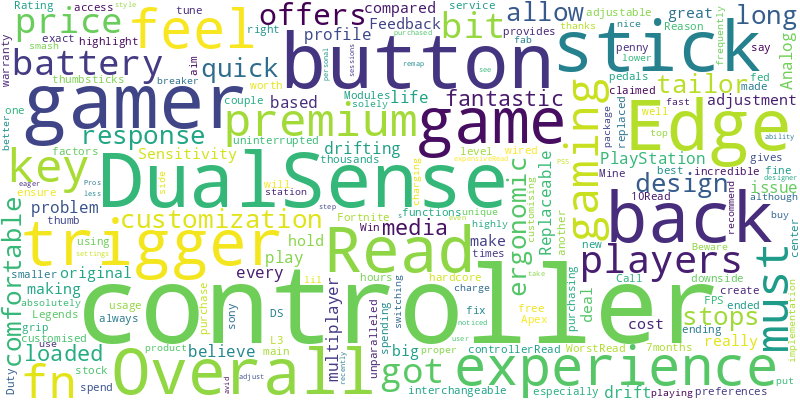 controller
DualSense
button
stick
back
gamer
game
Edge
trigger
Overall
Read
experience
feel
key
fn
must
players
premium
gaming
price
offers
battery
quick
bit
allow
long
tailor
fantastic
response
customization
comfortable
loaded
got
media
ergonomic
design
stops
access
tune
Rating
exact
highlight
smash
warranty
thumbsticks
breaker
aim
right
compared
Feedback
profile
service
provides
adjustable
nice
great
Reason
frequently
style
purchased
personal
sessions
remap
see
fab
penny
lower
say
thanks
Analog
pedals
fed
made
Modules
life
claimed
Mine
replaced
fast
well
adjustment
package
top
ability
worth
couple
based
solely
one
better
factors
Sensitivity
drifting
uninterrupted
thousands
level
wired
charging
expensiveRead
PS5
PlayStation
best
incredible
fine
gives
issue
10Read
although
designer
recommend
buy
Replaceable
customising
eager
Pros
less
ensure
side
will
station
step
problem
thumb
using
smaller
original
making
always
absolutely
Legends
customised
grip
use
settings
usage
play
hold
Fortnite
functions
unique
s
even
highly
another
new
downside
Beware
center
Win
make
times
every
multiplayer
hours
lil
purchase
sony
DS
L3
main
charge
free
hardcore
take
Apex
spending
switching
unparalleled
fix
proper
user
noticed
purchasing
deal
Call
FPS
create
ended
ending
cost
really
7months
implementation
put
Duty
stock
spend
product
avid
adjust
recently
believe
big
controllerRead
WorstRead
interchangeable
especially
drift
playing
preferences